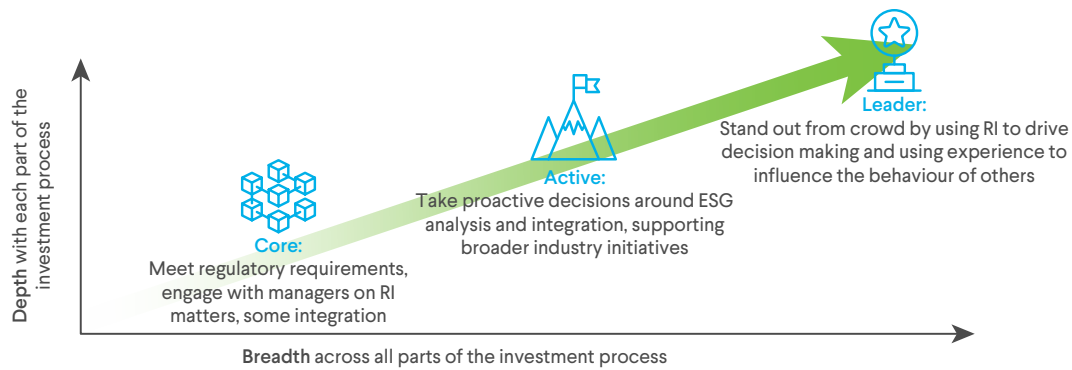 Depth with each part of the
investment process
Core:
Meet regulatory requirements,
engage with managers on RI
matters, some integration
Active:
Take proactive decisions around ESG
analysis and integration, supporting
broader industry initiatives
Leader:
Stand out from crowd by using RI to drive
decision making and using experience to
influence the behaviour of others
Breadth across all parts of the investment process